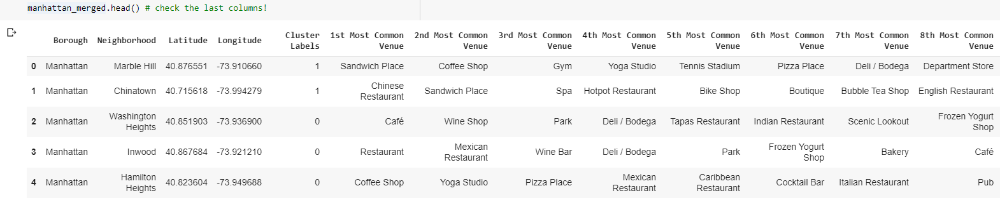 manhattan_merged.head() # check the last columns!
Borough Neighborhood Latitude Longitude Cluster Labels 1st Most Common Venue 2nd Most Common Venue 3rd Most Common Venue 4th Most Common Venue 5th Most Common Venue 6th Most Common Venue 7th Most Common Venue 8th Most Common Venue
0 Manhattan Marble Hill 40.876551 -73.910660 1 Sandwich Place Coffee Shop Gym Yoga Studio Tennis Stadium Pizza Place Deli / Bodega Department Store
1 Manhattan Chinatown 40.715618 -73.994279 1 Chinese Restaurant Sandwich Place Spa Hotpot Restaurant Bike Shop Boutique Bubble Tea Shop English Restaurant
2 Manhattan Washington Heights 40.851903 -73.936900 0 Café Wine Shop Park Deli / Bodega Tapas Restaurant Indian Restaurant Scenic Lookout Frozen Yogurt Shop
3 Manhattan Inwood 40.867684 -73.921210 0 Restaurant Mexican Restaurant Wine Bar Deli / Bodega Park Frozen Yogurt Shop Bakery Café
4 Manhattan Hamilton Heights 40.823604 -73.949688 0 Coffee Shop Yoga Studio Pizza Place Mexican Restaurant Caribbean Restaurant Cocktail Bar Italian Restaurant Pub